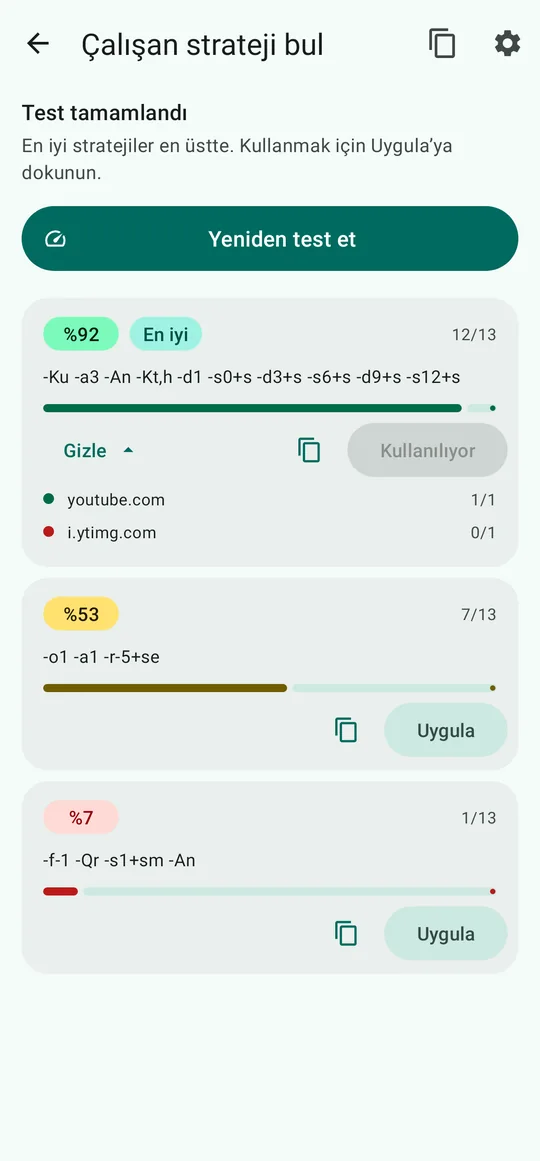 Çalışan strateji bul
Test tamamlandı
En iyi stratejiler en üstte. Kullanmak için Uygula’ya
dokunun.
Yeniden test et
%92 En iyi 12/13
-Ku -a3 -An -Kt,h -d1 -s0+s -d3+s -s6+s -d9+s -s12+s
Gizle Kullanılıyor
youtube.com 1/1
i.ytimg.com 0/1
%53 7/13
-o1 -a1 -r-5+se
Uygula
%7 1/13
-f-1 -Qr -s1+sm -An
Uygula